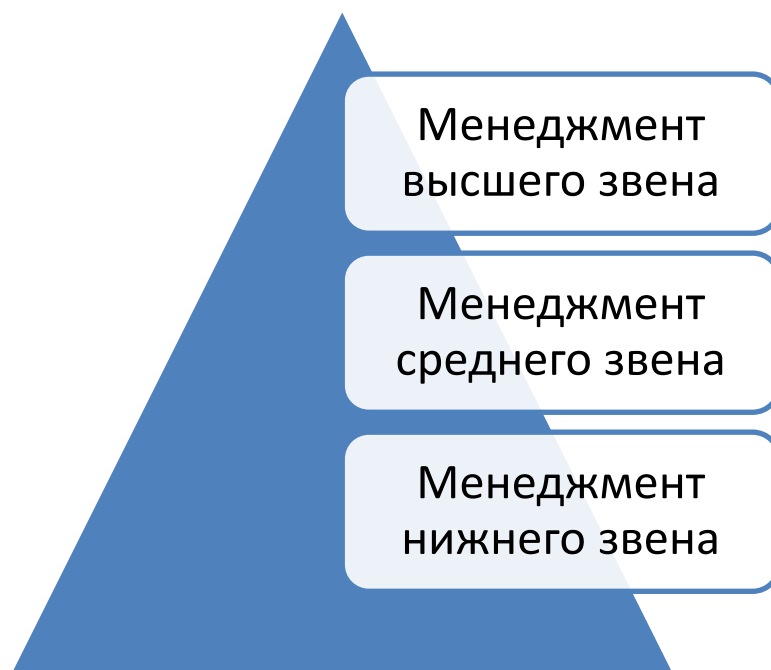 Менеджмент
высшего звена
Менеджмент
среднего звена
Менеджмент
нижнего звена